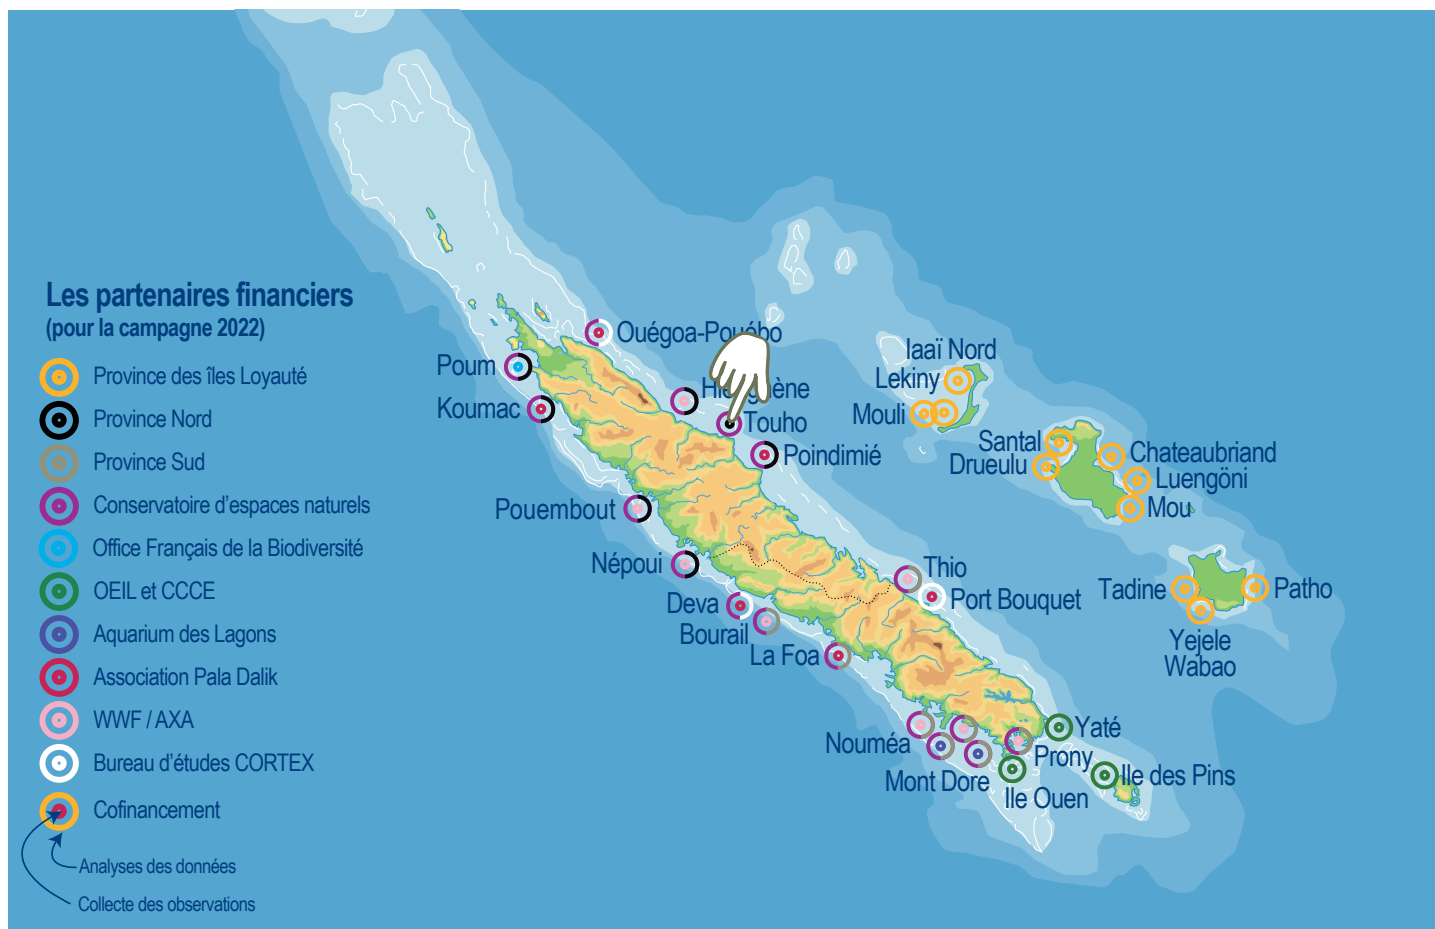 Les partenaires financiers
(pour la campagne 2022)
Province des îles Loyauté
Province Nord
Province Sud
Conservatoire d'espaces naturels
Office Français de la Biodiversité
OEIL et CCCE
Aquarium des Lagons
Association Pala Dalik
WWF / AXA
Bureau d'études CORTEX
Cofinancement
Analyses des données
Collecte des observations
Ouégoa-Pouébo
Poum
Koumac
Touho
Poindimié
Pouembout
Népoui
Deva
Bourail
La Foa
Thio
Port Bouquet
Nouméa
Mont Dore
Prony
Ile Ouen
Yaté
Ile des Pins
Iaaï Nord
Lekiny
Mouli
Santal
Drueulu
Chateaubriand
Luengöni
Mou
Tadine
Patho
Yejele
Wabao